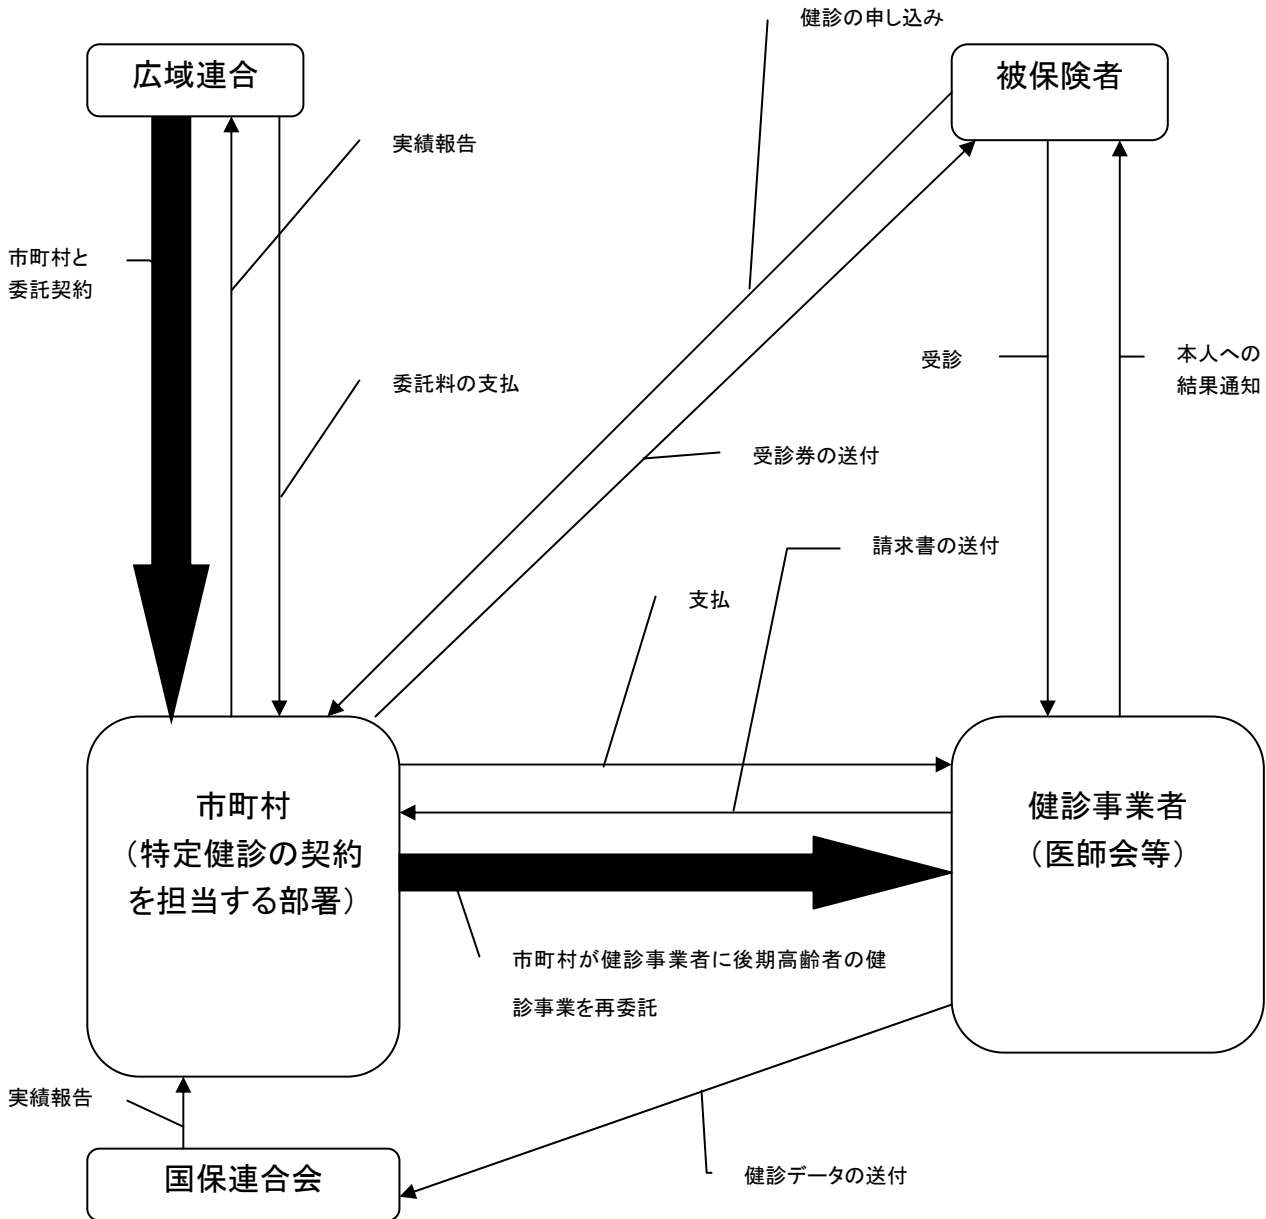 健診の申し込み
広域連合
被保険者
実績報告
市町村と
委託契約
受診
本人への
結果通知
委託料の支払
受診券の送付
請求書の送付
支払
市町村
（特定健診の契約
を担当する部署）
健診事業者
（医師会等）
市町村が健診事業者に後期高齢者の健
診事業を再委託
実績報告
国保連合会
健診データの送付